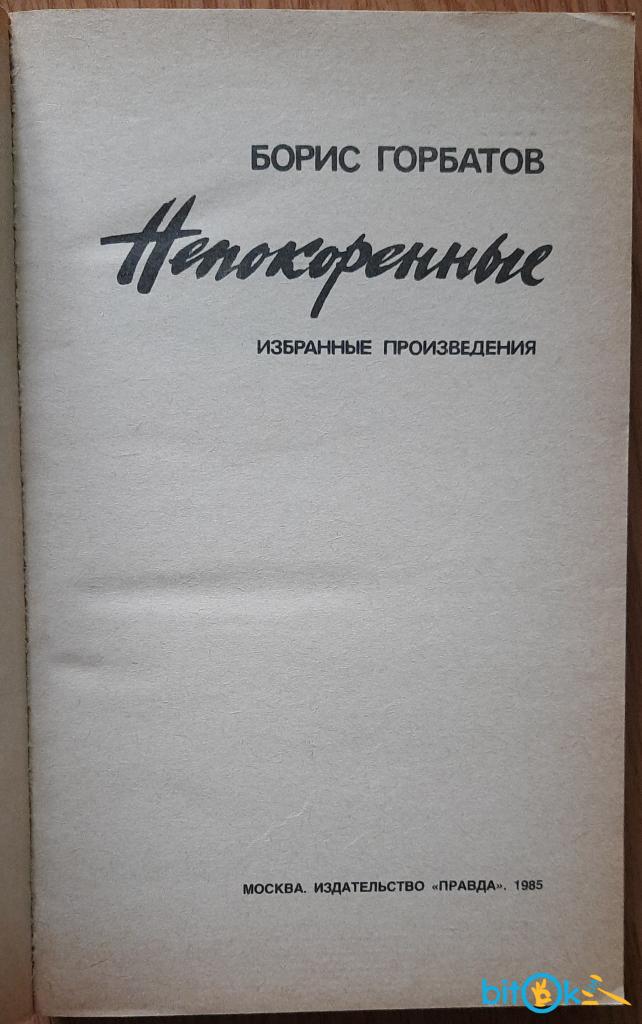 БОРИС ГОРБАТОВ
Непокоренные
ИЗБРАННЫЕ ПРОИЗВЕДЕНИЯ
МОСКВА. ИЗДАТЕЛЬСТВО «ПРАВДА». 1985
bitOk